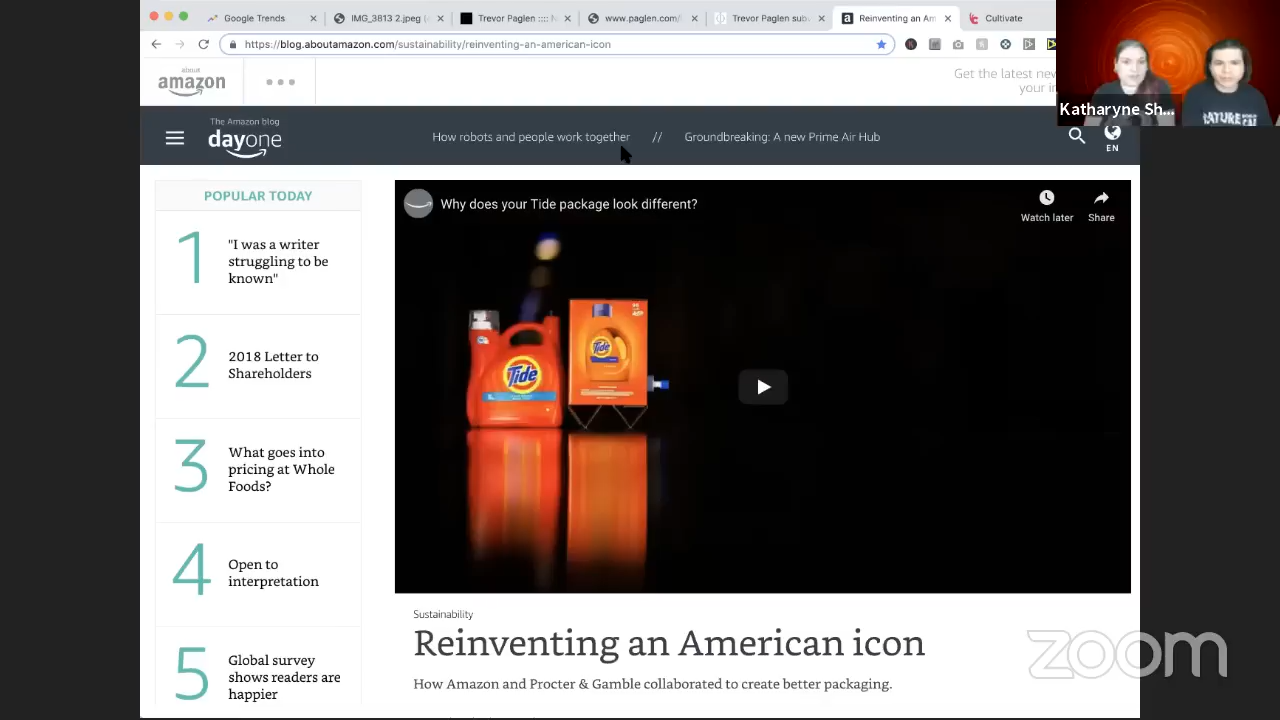 Google Trends
IMG_3813 2.jpeg (
Trevor Paglen :::: N
www.paglen.com/
Trevor Paglen sub
Reinventing an Am
Cultivate
https://blog.aboutamazon.com/sustainability/reinventing-an-american-icon
about
amazon
Get the latest new
your in
Katharyne Sh...
The Amazon blog
dayone
How robots and people work together // Groundbreaking: A new Prime Air Hub
EN
POPULAR TODAY
1
"I was a writer
struggling to be
known"
2
2018 Letter to
Shareholders
3
What goes into
pricing at Whole
Foods?
4
Open to
interpretation
5
Global survey
shows readers are
happier
Why does your Tide package look different?
Watch later
Share
Tide
Tide
Sustainability
Reinventing an American icon
How Amazon and Procter & Gamble collaborated to create better packaging.
zoom